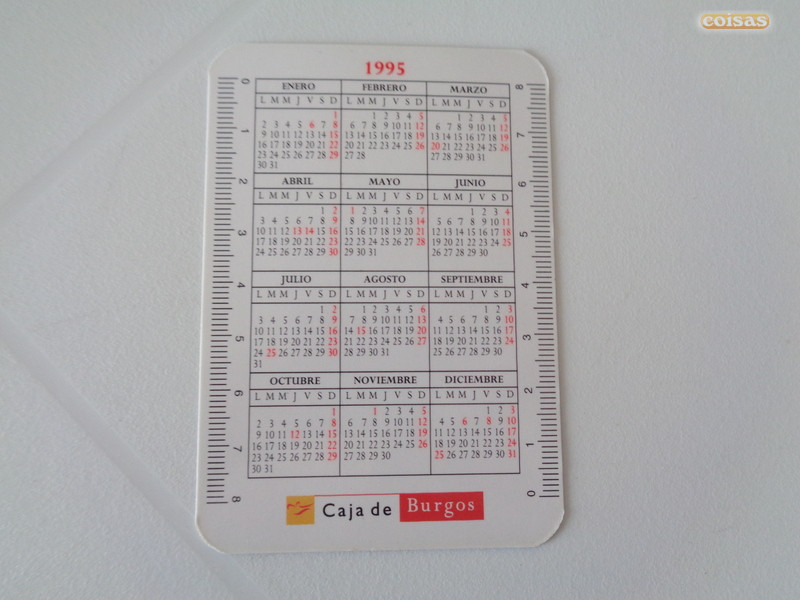 coisas
1995
ENERO
L M M J V S D
1
2 3 4 5 6 7 8
9 10 11 12 13 14 15
16 17 18 19 20 21 22
23 24 25 26 27 28 29
30 31
FEBRERO
L M M J V S D
1 2 3 4 5
6 7 8 9 10 11 12
13 14 15 16 17 18 19
20 21 22 23 24 25 26
27 28
MARZO
L M M J V S D
1 2 3 4 5
6 7 8 9 10 11 12
13 14 15 16 17 18 19
20 21 22 23 24 25 26
27 28 29 30 31
ABRIL
L M M J V S D
1 2
3 4 5 6 7 8 9
10 11 12 13 14 15 16
17 18 19 20 21 22 23
24 25 26 27 28 29 30
MAYO
L M M J V S D
1 2 3 4 5 6 7
8 9 10 11 12 13 14
15 16 17 18 19 20 21
22 23 24 25 26 27 28
29 30 31
JUNIO
L M M J V S D
1 2 3 4
5 6 7 8 9 10 11
12 13 14 15 16 17 18
19 20 21 22 23 24 25
26 27 28 29 30
JULIO
L M M J V S D
1 2
3 4 5 6 7 8 9
10 11 12 13 14 15 16
17 18 19 20 21 22 23
24 25 26 27 28 29 30
31
AGOSTO
L M M J V S D
1 2 3 4 5 6
7 8 9 10 11 12 13
14 15 16 17 18 19 20
21 22 23 24 25 26 27
28 29 30 31
SEPTIEMBRE
L M M J V S D
1 2 3
4 5 6 7 8 9 10
11 12 13 14 15 16 17
18 19 20 21 22 23 24
25 26 27 28 29 30
OCTUBRE
L M M J V S D
1
2 3 4 5 6 7 8
9 10 11 12 13 14 15
16 17 18 19 20 21 22
23 24 25 26 27 28 29
30 31
NOVIEMBRE
L M M J V S D
1 2 3 4 5
6 7 8 9 10 11 12
13 14 15 16 17 18 19
20 21 22 23 24 25 26
27 28 29 30
DICIEMBRE
L M M J V S D
1 2 3
4 5 6 7 8 9 10
11 12 13 14 15 16 17
18 19 20 21 22 23 24
25 26 27 28 29 30 31
0 1 2 3 4 5 6 7 8
8 7 6 5 4 3 2 1 0
Caja de Burgos